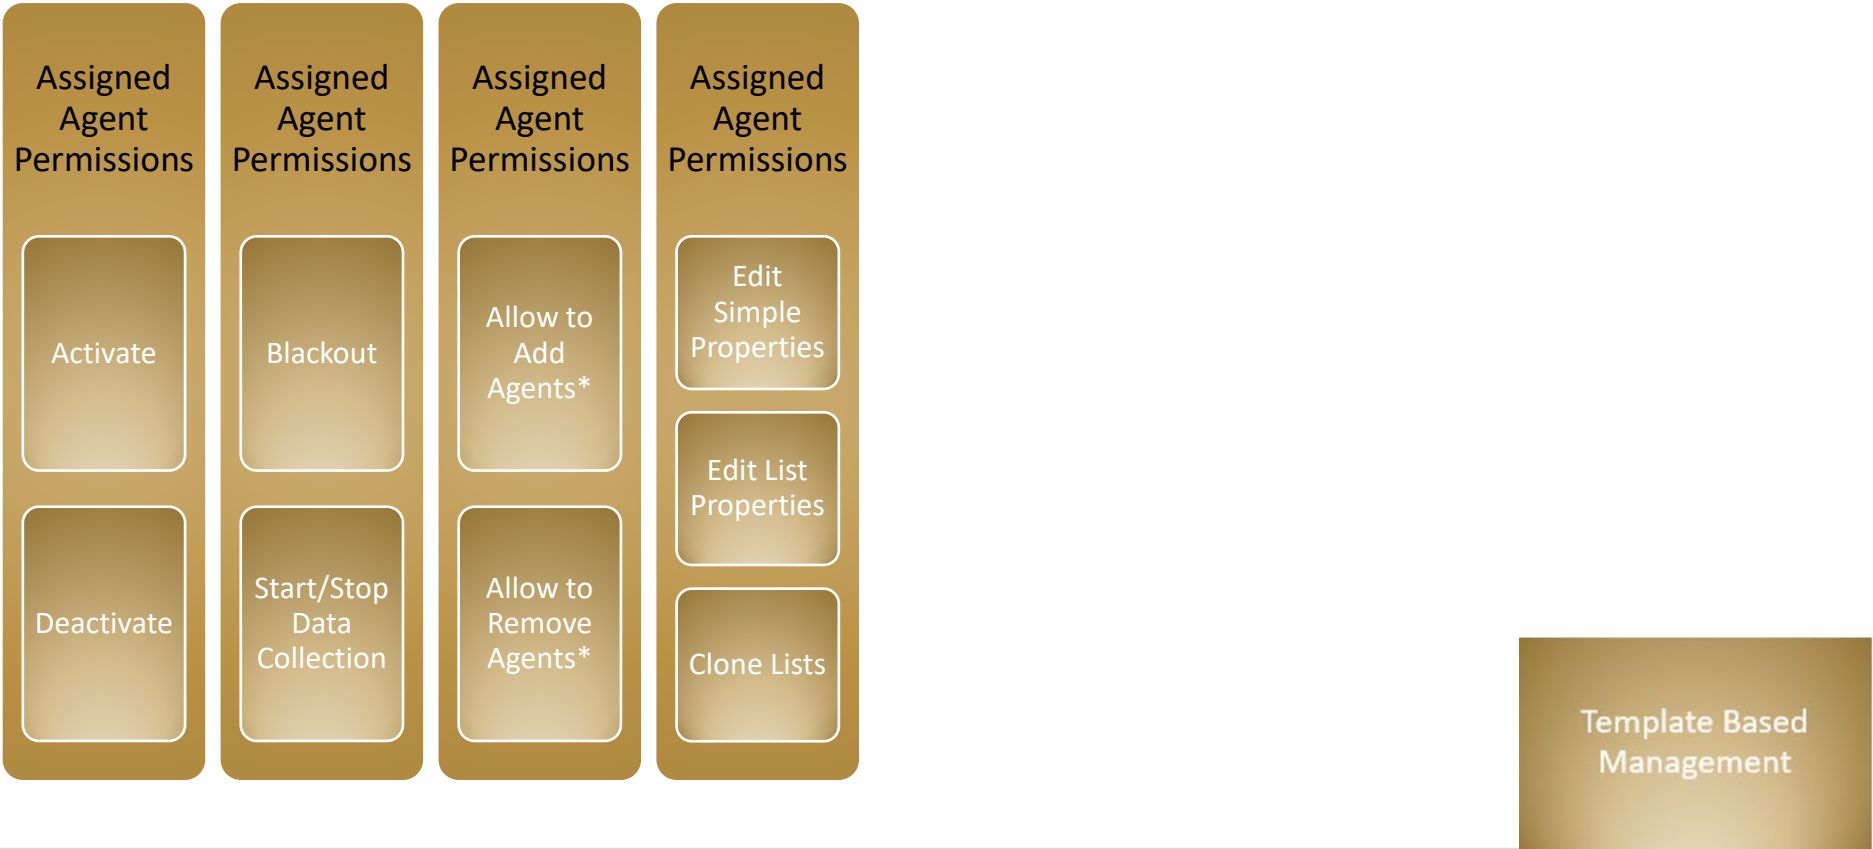 Assigned
Agent
Permissions
Activate
Deactivate
Assigned
Agent
Permissions
Blackout
Start/Stop
Data
Collection
Assigned
Agent
Permissions
Allow to
Add
Agents*
Allow to
Remove
Agents*
Assigned
Agent
Permissions
Edit
Simple
Properties
Edit List
Properties
Clone Lists
Template Based
Management